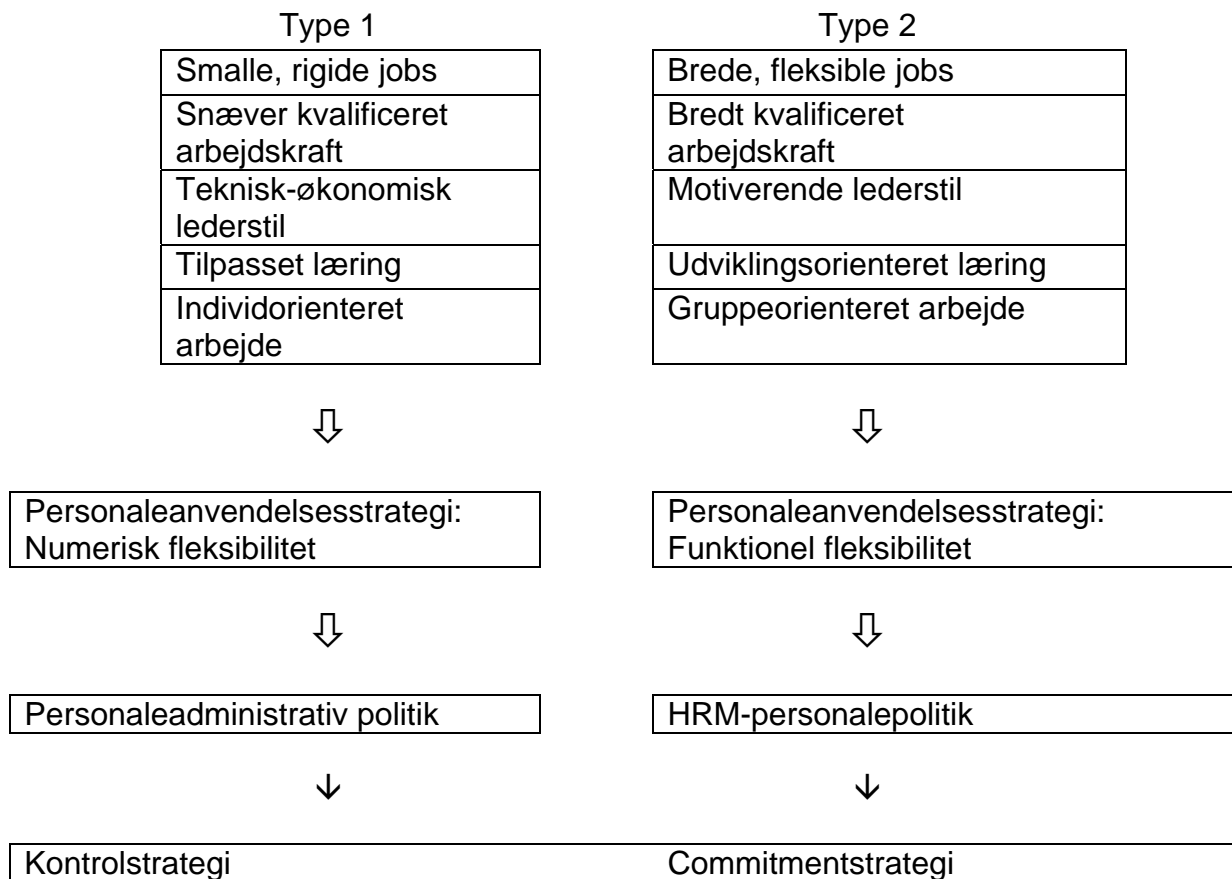 Type 1
Smalle, rigide jobs
Snæver kvalificeret
arbejdskraft
Teknisk-økonomisk
lederstil
Tilpasset læring
Individorienteret
arbejde
Type 2
Brede, fleksible jobs
Bredt kvalificeret
arbejdskraft
Motiverende lederstil
Udviklingsorienteret læring
Gruppeorienteret arbejde
Personaleanvendelsesstrategi:
Numerisk fleksibilitet
Personaleanvendelsesstrategi:
Funktionel fleksibilitet
Personaleadministrativ politik
HRM-personalepolitik
Kontrolstrategi
Commitmentstrategi